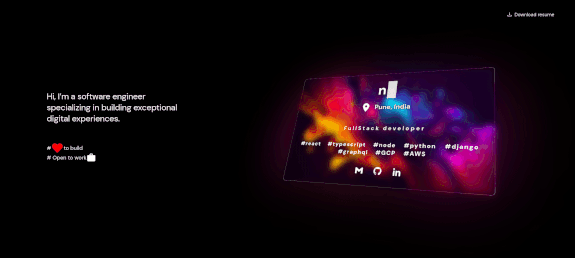 Download resume
Hi, I'm a software engineer
specializing in building exceptional
digital experiences.
# to build
# Open to work
n
Pune, India
FullStack developer
#react #typescript #node #python #django
#graphql #GCP #AWS